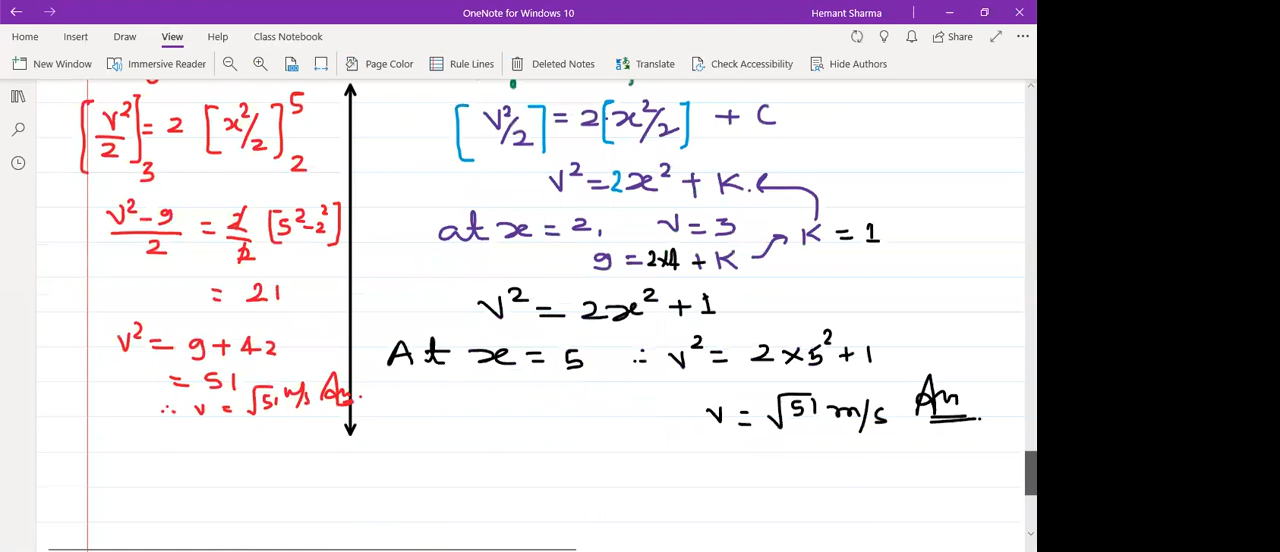 OneNote for Windows 10
Hemant Sharma
Home Insert Draw View Help Class Notebook
Share
New Window Immersive Reader Page Color Rule Lines Deleted Notes Translate Check Accessibility Hide Authors
[v²/2]₃ = 2 [x²/2]₂⁵
(v² - 9)/2 = 2/2 [5² - 2²]
= 21
v² = 9 + 42
= 51
∴ v = √51 m/s Ans.
[v²/2] = 2[x²/2] + C
v² = 2x² + K.
at x = 2, v = 3 K = 1
9 = 2×4 + K
v² = 2x² + 1
At x = 5 ∴ v² = 2 × 5² + 1
v = √51 m/s Ans.